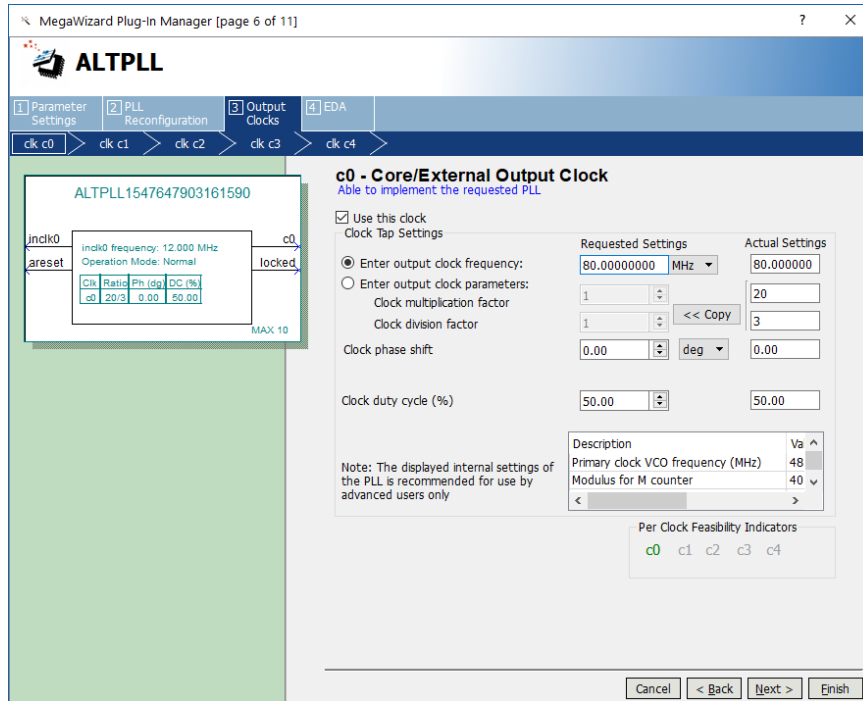 MegaWizard Plug-In Manager [page 6 of 11]
ALTPLL
1 Parameter Settings
2 PLL Reconfiguration
3 Output Clocks
4 EDA
clk c0 clk c1 clk c2 clk c3 clk c4
ALTPLL1547647903161590
inclk0
areset
inclk0 frequency: 12.000 MHz
Operation Mode: Normal
Clk Ratio Ph (dg) DC (%)
c0 20/3 0.00 50.00
c0
locked
MAX 10
c0 - Core/External Output Clock
Able to implement the requested PLL
Use this clock
Clock Tap Settings
Requested Settings Actual Settings
Enter output clock frequency: 80.00000000 MHz 80.000000
Enter output clock parameters:
Clock multiplication factor 1 20
<< Copy
Clock division factor 1 3
Clock phase shift 0.00 deg 0.00
Clock duty cycle (%) 50.00 50.00
Note: The displayed internal settings of
the PLL is recommended for use by
advanced users only
Description Va
Primary clock VCO frequency (MHz) 48
Modulus for M counter 40
Per Clock Feasibility Indicators
c0 c1 c2 c3 c4
Cancel < Back Next > Finish